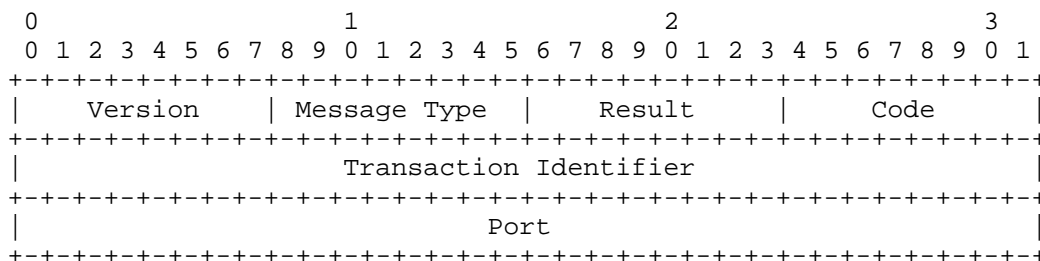 0                   1                   2                   3
 0 1 2 3 4 5 6 7 8 9 0 1 2 3 4 5 6 7 8 9 0 1 2 3 4 5 6 7 8 9 0 1
+-+-+-+-+-+-+-+-+-+-+-+-+-+-+-+-+-+-+-+-+-+-+-+-+-+-+-+-+-+-+-+-+
|    Version    | Message Type  |    Result     |     Code      |
+-+-+-+-+-+-+-+-+-+-+-+-+-+-+-+-+-+-+-+-+-+-+-+-+-+-+-+-+-+-+-+-+
|                    Transaction Identifier                     |
+-+-+-+-+-+-+-+-+-+-+-+-+-+-+-+-+-+-+-+-+-+-+-+-+-+-+-+-+-+-+-+-+
|                             Port                              |
+-+-+-+-+-+-+-+-+-+-+-+-+-+-+-+-+-+-+-+-+-+-+-+-+-+-+-+-+-+-+-+-+